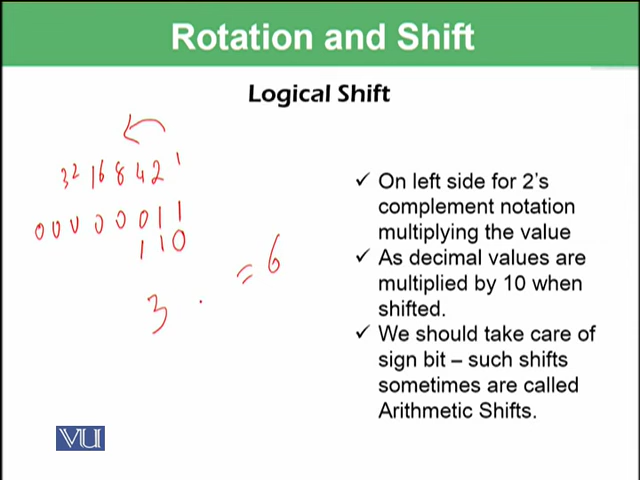 Rotation and Shift
Logical Shift
32 16 8 4 2 1
0 0 0 0 0 0 1 1
1 1 0
= 6
3 .
✓ On left side for 2's
complement notation
multiplying the value
✓ As decimal values are
multiplied by 10 when
shifted.
✓ We should take care of
sign bit – such shifts
sometimes are called
Arithmetic Shifts.
VU